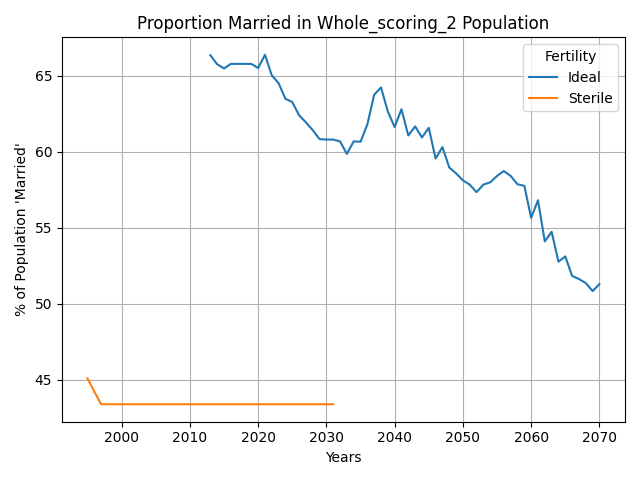 Proportion Married in Whole_scoring_2 Population
Fertility
Ideal
Sterile
% of Population 'Married'
65
60
55
50
45
2000 2010 2020 2030 2040 2050 2060 2070
Years